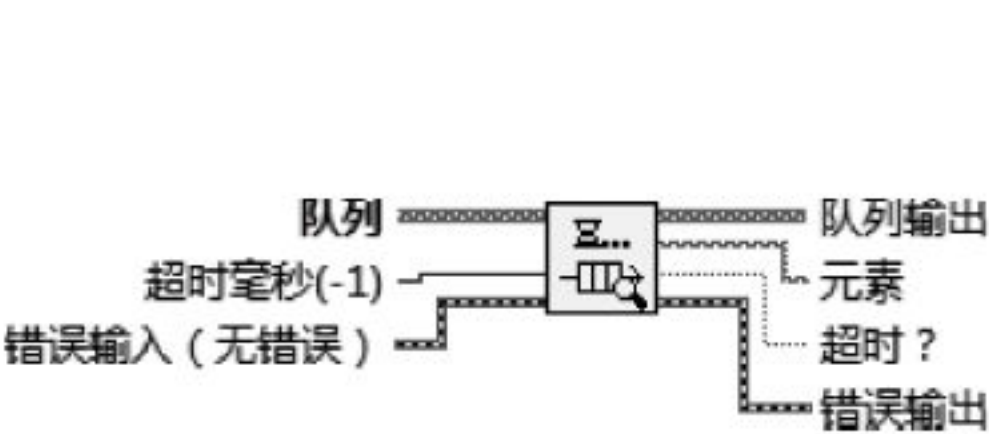 队列
超时毫秒(-1)
错误输入（无错误）
队列输出
元素
超时？
错误输出